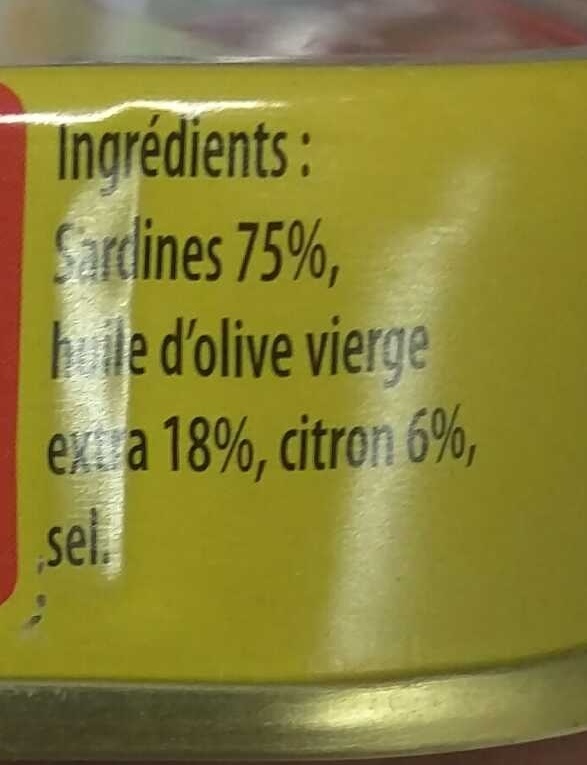 Ingrédients :
Sardines 75%,
huile d'olive vierge
extra 18%, citron 6%,
sel.